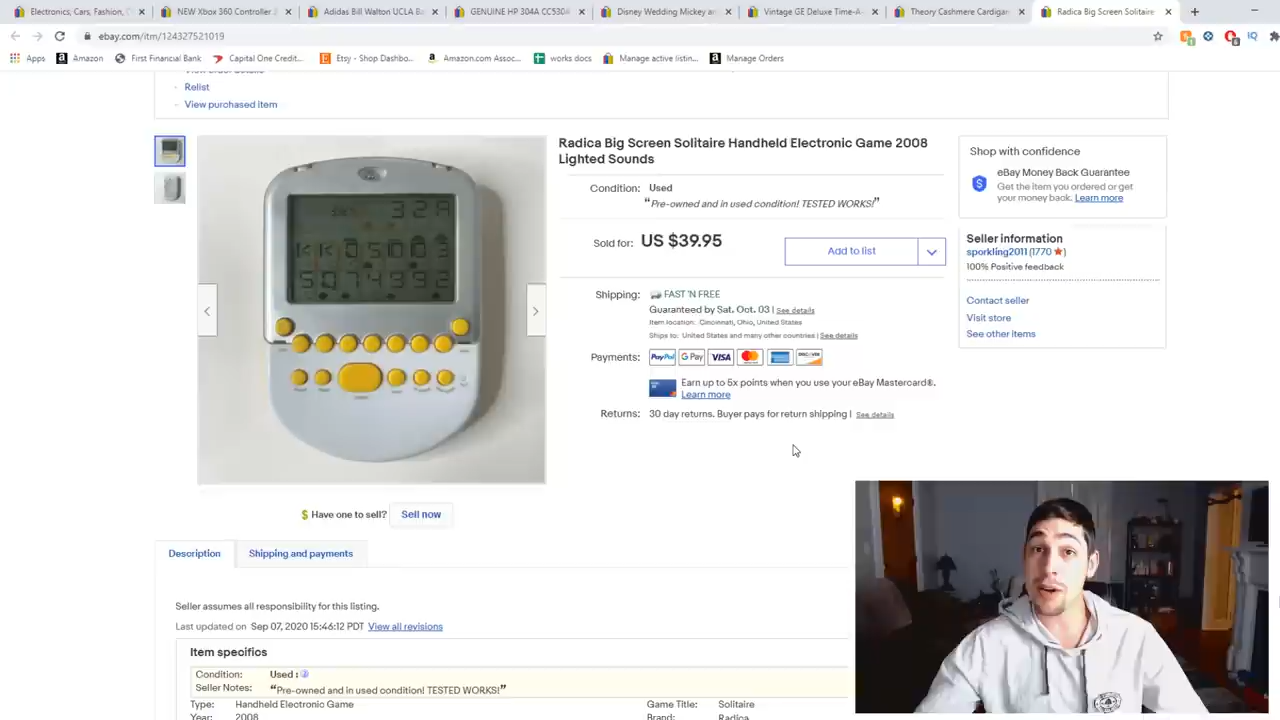 Electronics, Cars, Fashion, C
NEW Xbox 360 Controller A
Adidas Bill Walton UCLA Ba
GENUINE HP 304A CC530A
Disney Wedding Mickey an
Vintage GE Deluxe Time-A
Theory Cashmere Cardigan
Radica Big Screen Solitaire
ebay.com/itm/124327521019
Apps
Amazon
First Financial Bank
Capital One Credit...
Etsy - Shop Dashbo...
Amazon.com Assoc...
works docs
Manage active listin...
Manage Orders
View order details
Relist
View purchased item
Radica Big Screen Solitaire Handheld Electronic Game 2008
Lighted Sounds
Condition: Used
"Pre-owned and in used condition! TESTED WORKS!"
Sold for: US $39.95
Add to list
Shipping: FAST 'N FREE
Guaranteed by Sat. Oct. 03 | See details
Item location: Cincinnati, Ohio, United States
Ships to: United States and many other countries | See details
Payments: PayPal G Pay VISA DISCOVER
Earn up to 5x points when you use your eBay Mastercard®.
Learn more
Returns: 30 day returns. Buyer pays for return shipping | See details
Shop with confidence
eBay Money Back Guarantee
Get the item you ordered or get
your money back. Learn more
Seller information
sporkling2011 (1770 )
100% Positive feedback
Contact seller
Visit store
See other items
$ Have one to sell? Sell now
Description
Shipping and payments
Seller assumes all responsibility for this listing.
Last updated on Sep 07, 2020 15:46:12 PDT View all revisions
Item specifics
Condition: Used :
Seller Notes: "Pre-owned and in used condition! TESTED WORKS!"
Type: Handheld Electronic Game
Game Title: Solitaire
Year: 2008
Brand: Radica